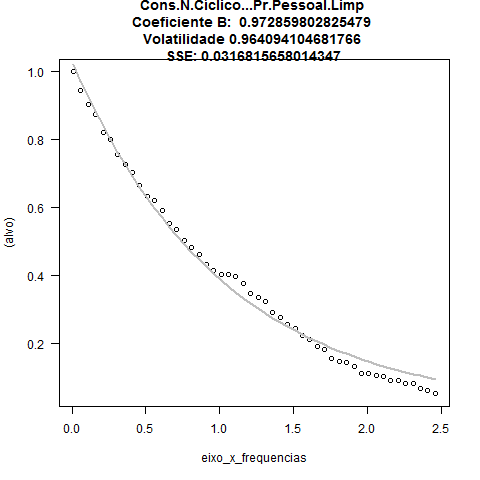 Cons.N.Ciclico...Pr.Pessoal.Limp
Coeficiente B:  0.972859802825479
Volatilidade 0.964094104681766
SSE: 0.0316815658014347
1.0
0.8
0.6
0.4
0.2
(alvo)
0.0 0.5 1.0 1.5 2.0 2.5
eixo_x_frequencias